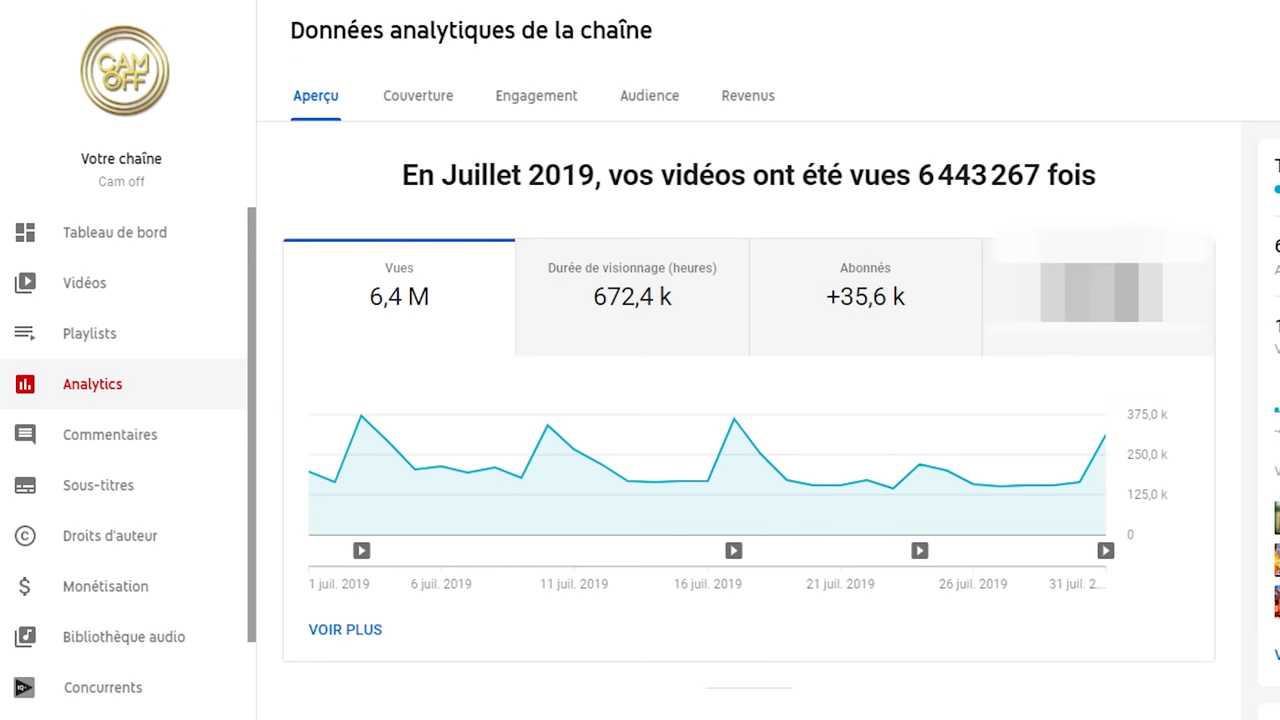 CAM
OFF
Votre chaîne
Cam off
Tableau de bord
Vidéos
Playlists
Analytics
Commentaires
Sous-titres
Droits d'auteur
Monétisation
Bibliothèque audio
Concurrents
Données analytiques de la chaîne
Aperçu
Couverture
Engagement
Audience
Revenus
En Juillet 2019, vos vidéos ont été vues 6 443 267 fois
Vues
6,4 M
Durée de visionnage (heures)
672,4 k
Abonnés
+35,6 k
375,0 k
250,0 k
125,0 k
0
1 juil. 2019
6 juil. 2019
11 juil. 2019
16 juil. 2019
21 juil. 2019
26 juil. 2019
31 juil. 2...
VOIR PLUS